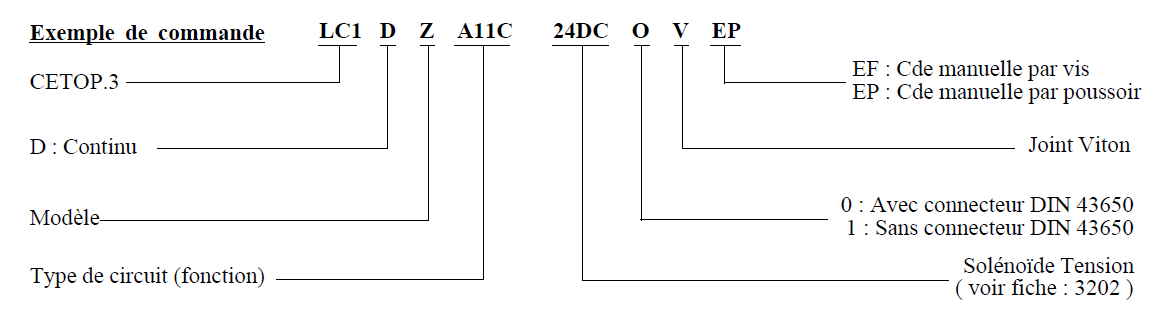 Exemple de commande LC1 D Z A11C 24DC O V EP
CETOP.3
EF : Cde manuelle par vis
EP : Cde manuelle par poussoir
D : Continu
Joint Viton
Modèle
0 : Avec connecteur DIN 43650
1 : Sans connecteur DIN 43650
Type de circuit (fonction)
Solénoïde Tension
( voir fiche : 3202 )